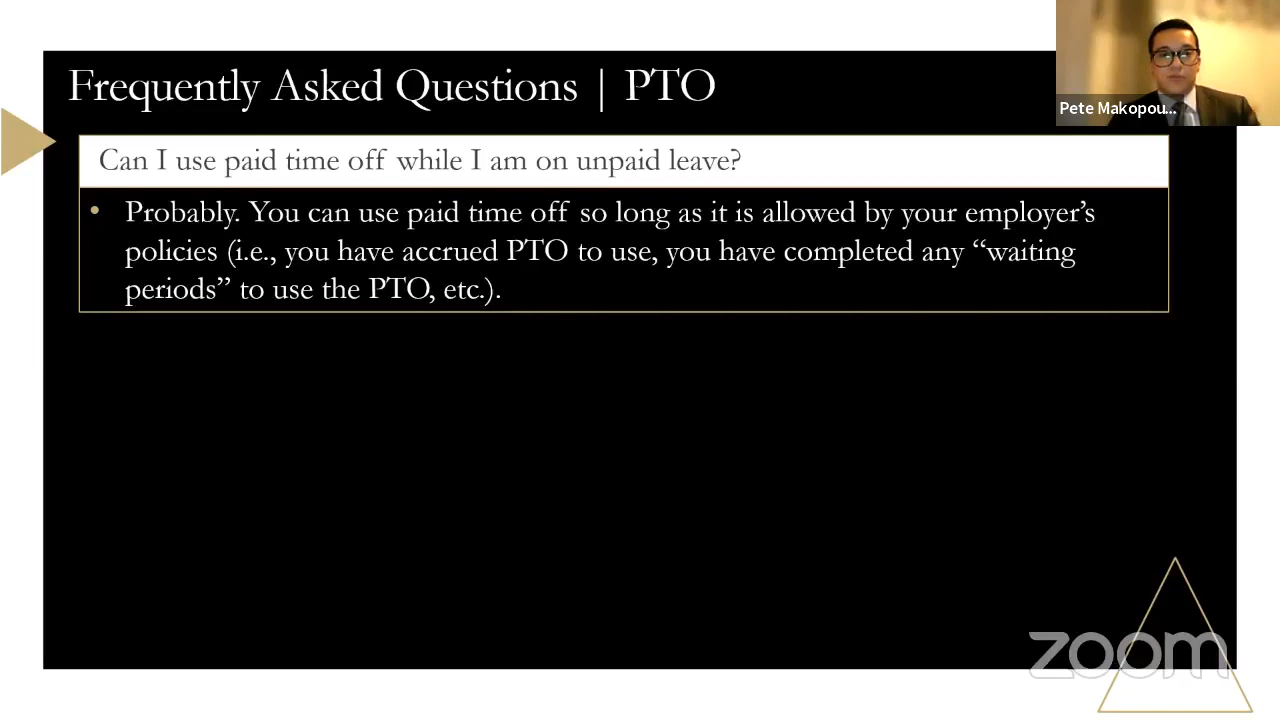 Frequently Asked Questions | PTO
Pete Makopou...
Can I use paid time off while I am on unpaid leave?
• Probably. You can use paid time off so long as it is allowed by your employer’s
policies (i.e., you have accrued PTO to use, you have completed any “waiting
periods” to use the PTO, etc.).
zoom